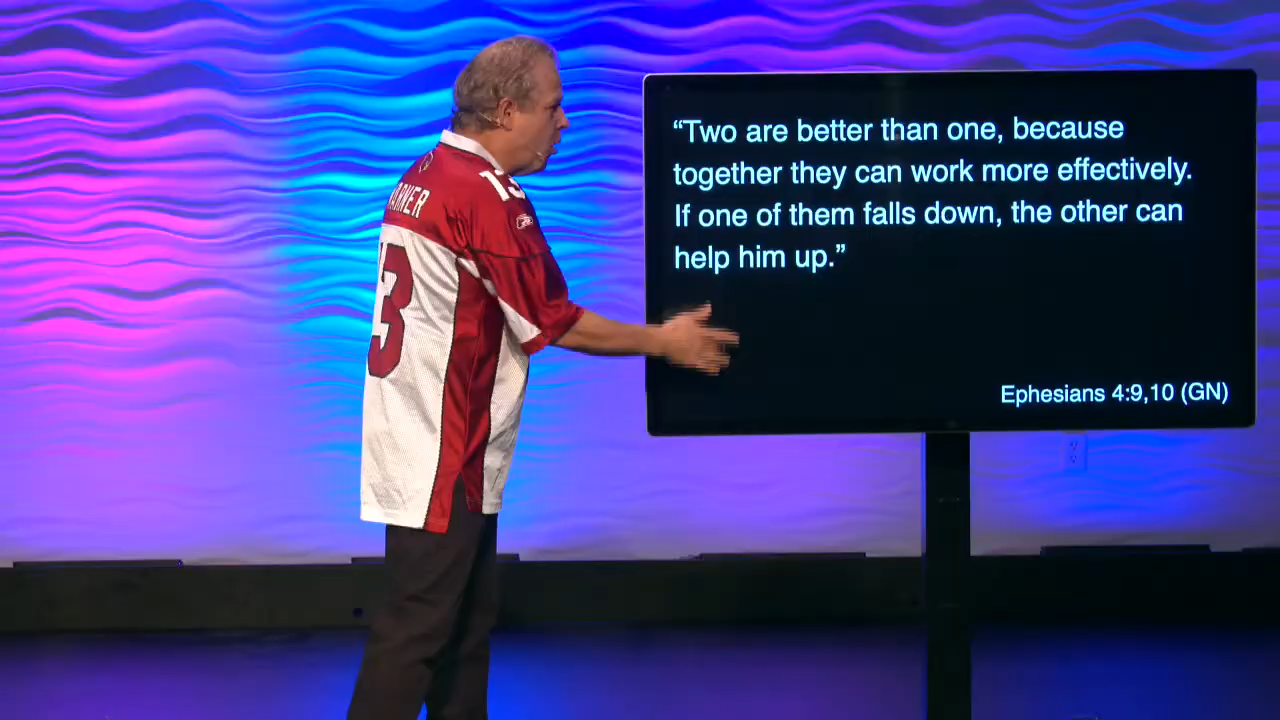 “Two are better than one, because
together they can work more effectively.
If one of them falls down, the other can
help him up.”
Ephesians 4:9,10 (GN)
13